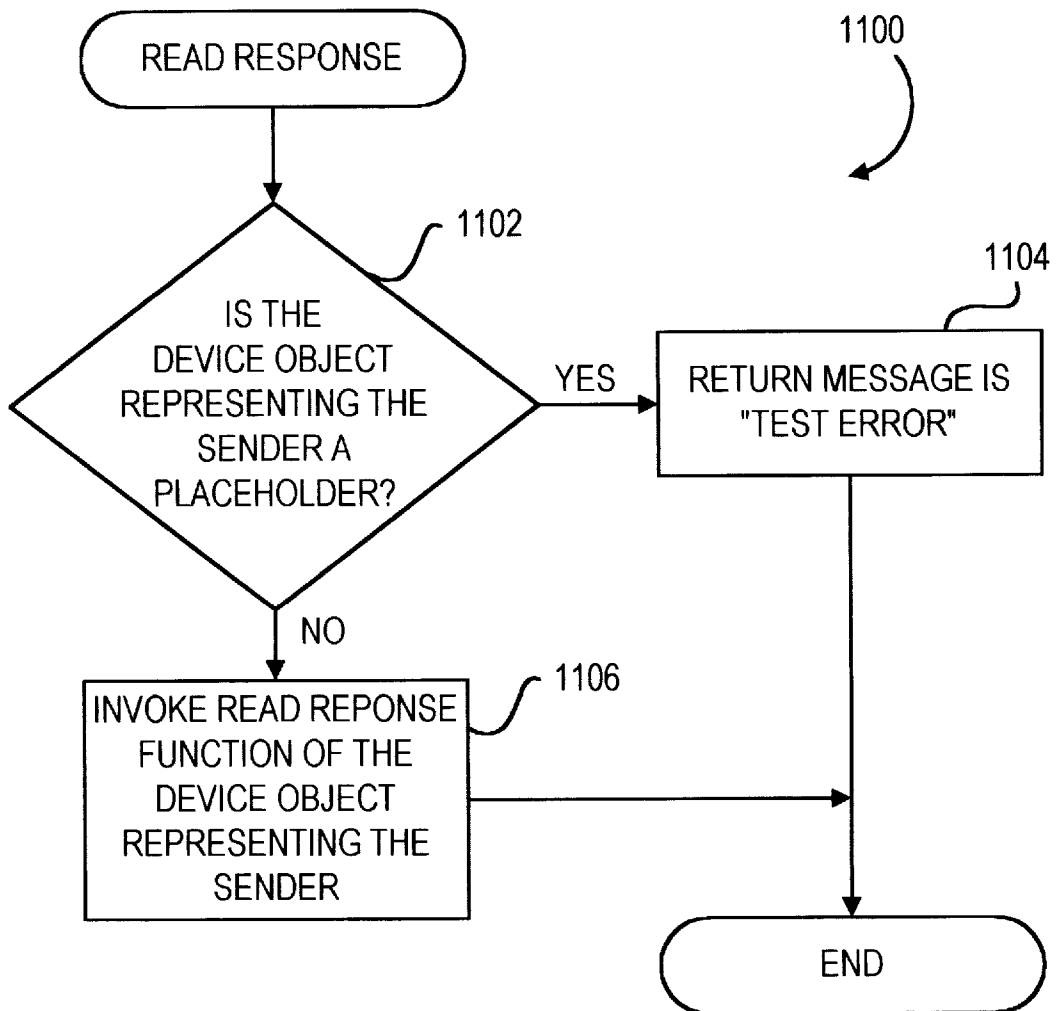 READ RESPONSE
1100
1102
IS THE
DEVICE OBJECT
REPRESENTING THE
SENDER A
PLACEHOLDER?
YES
1104
RETURN MESSAGE IS
"TEST ERROR"
NO
1106
INVOKE READ REPONSE
FUNCTION OF THE
DEVICE OBJECT
REPRESENTING THE
SENDER
END